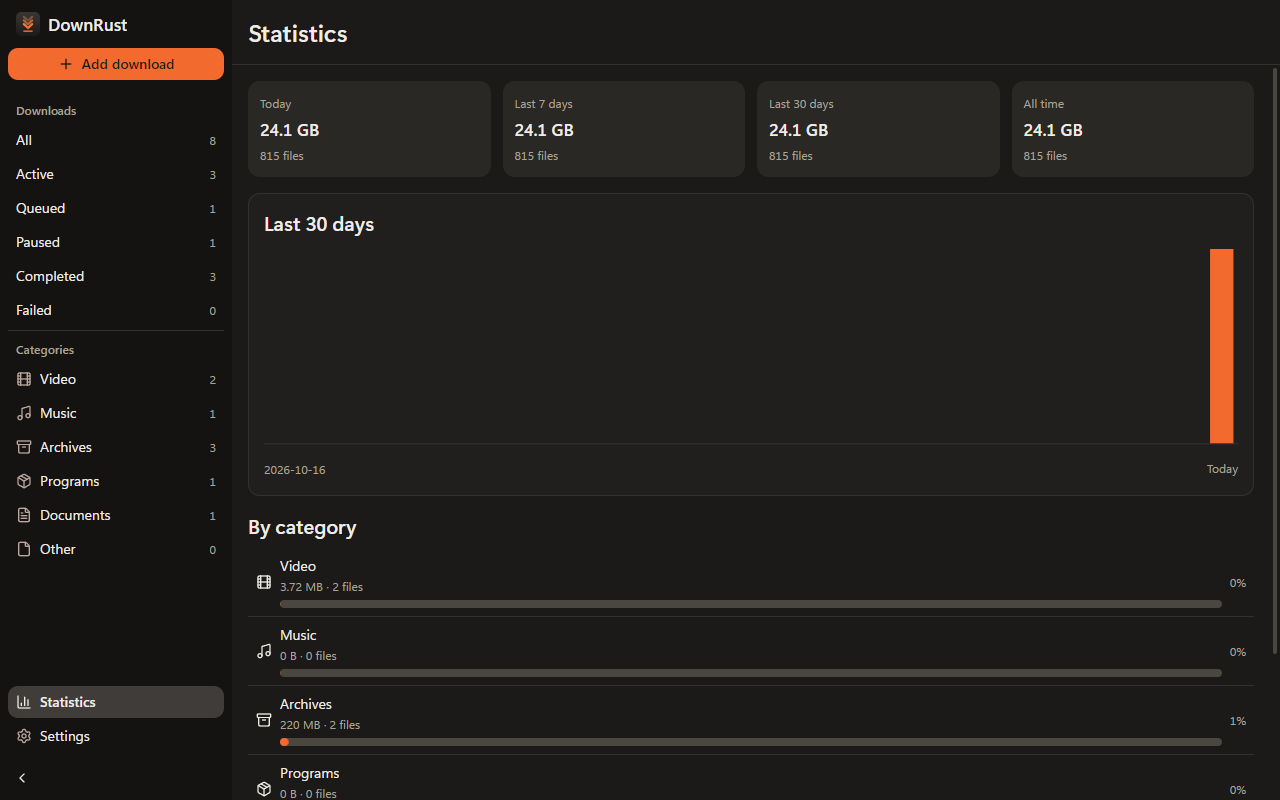 DownRust
Add download
Downloads
All 8
Active 3
Queued 1
Paused 1
Completed 3
Failed 0
Categories
Video 2
Music 1
Archives 3
Programs 1
Documents 1
Other 0
Statistics
Settings
Statistics
Today
24.1 GB
815 files
Last 7 days
24.1 GB
815 files
Last 30 days
24.1 GB
815 files
All time
24.1 GB
815 files
Last 30 days
2026-10-16 Today
By category
Video
3.72 MB · 2 files
0%
Music
0 B · 0 files
0%
Archives
220 MB · 2 files
1%
Programs
0 B · 0 files
0%